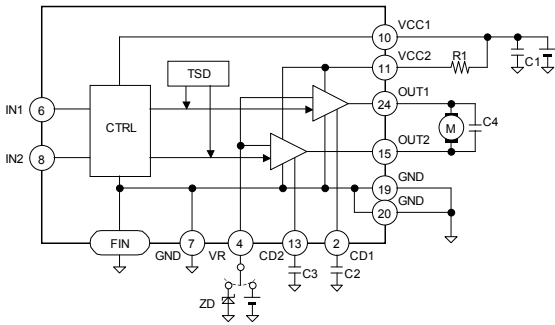 VCC1
10
C1
VCC2
11
R1
TSD
OUT1
24
IN1
6
CTRL
M
C4
OUT2
IN2
8
15
GND
19
GND
20
FIN
7
4
13
2
GND
VR
CD2
CD1
C3
C2
ZD